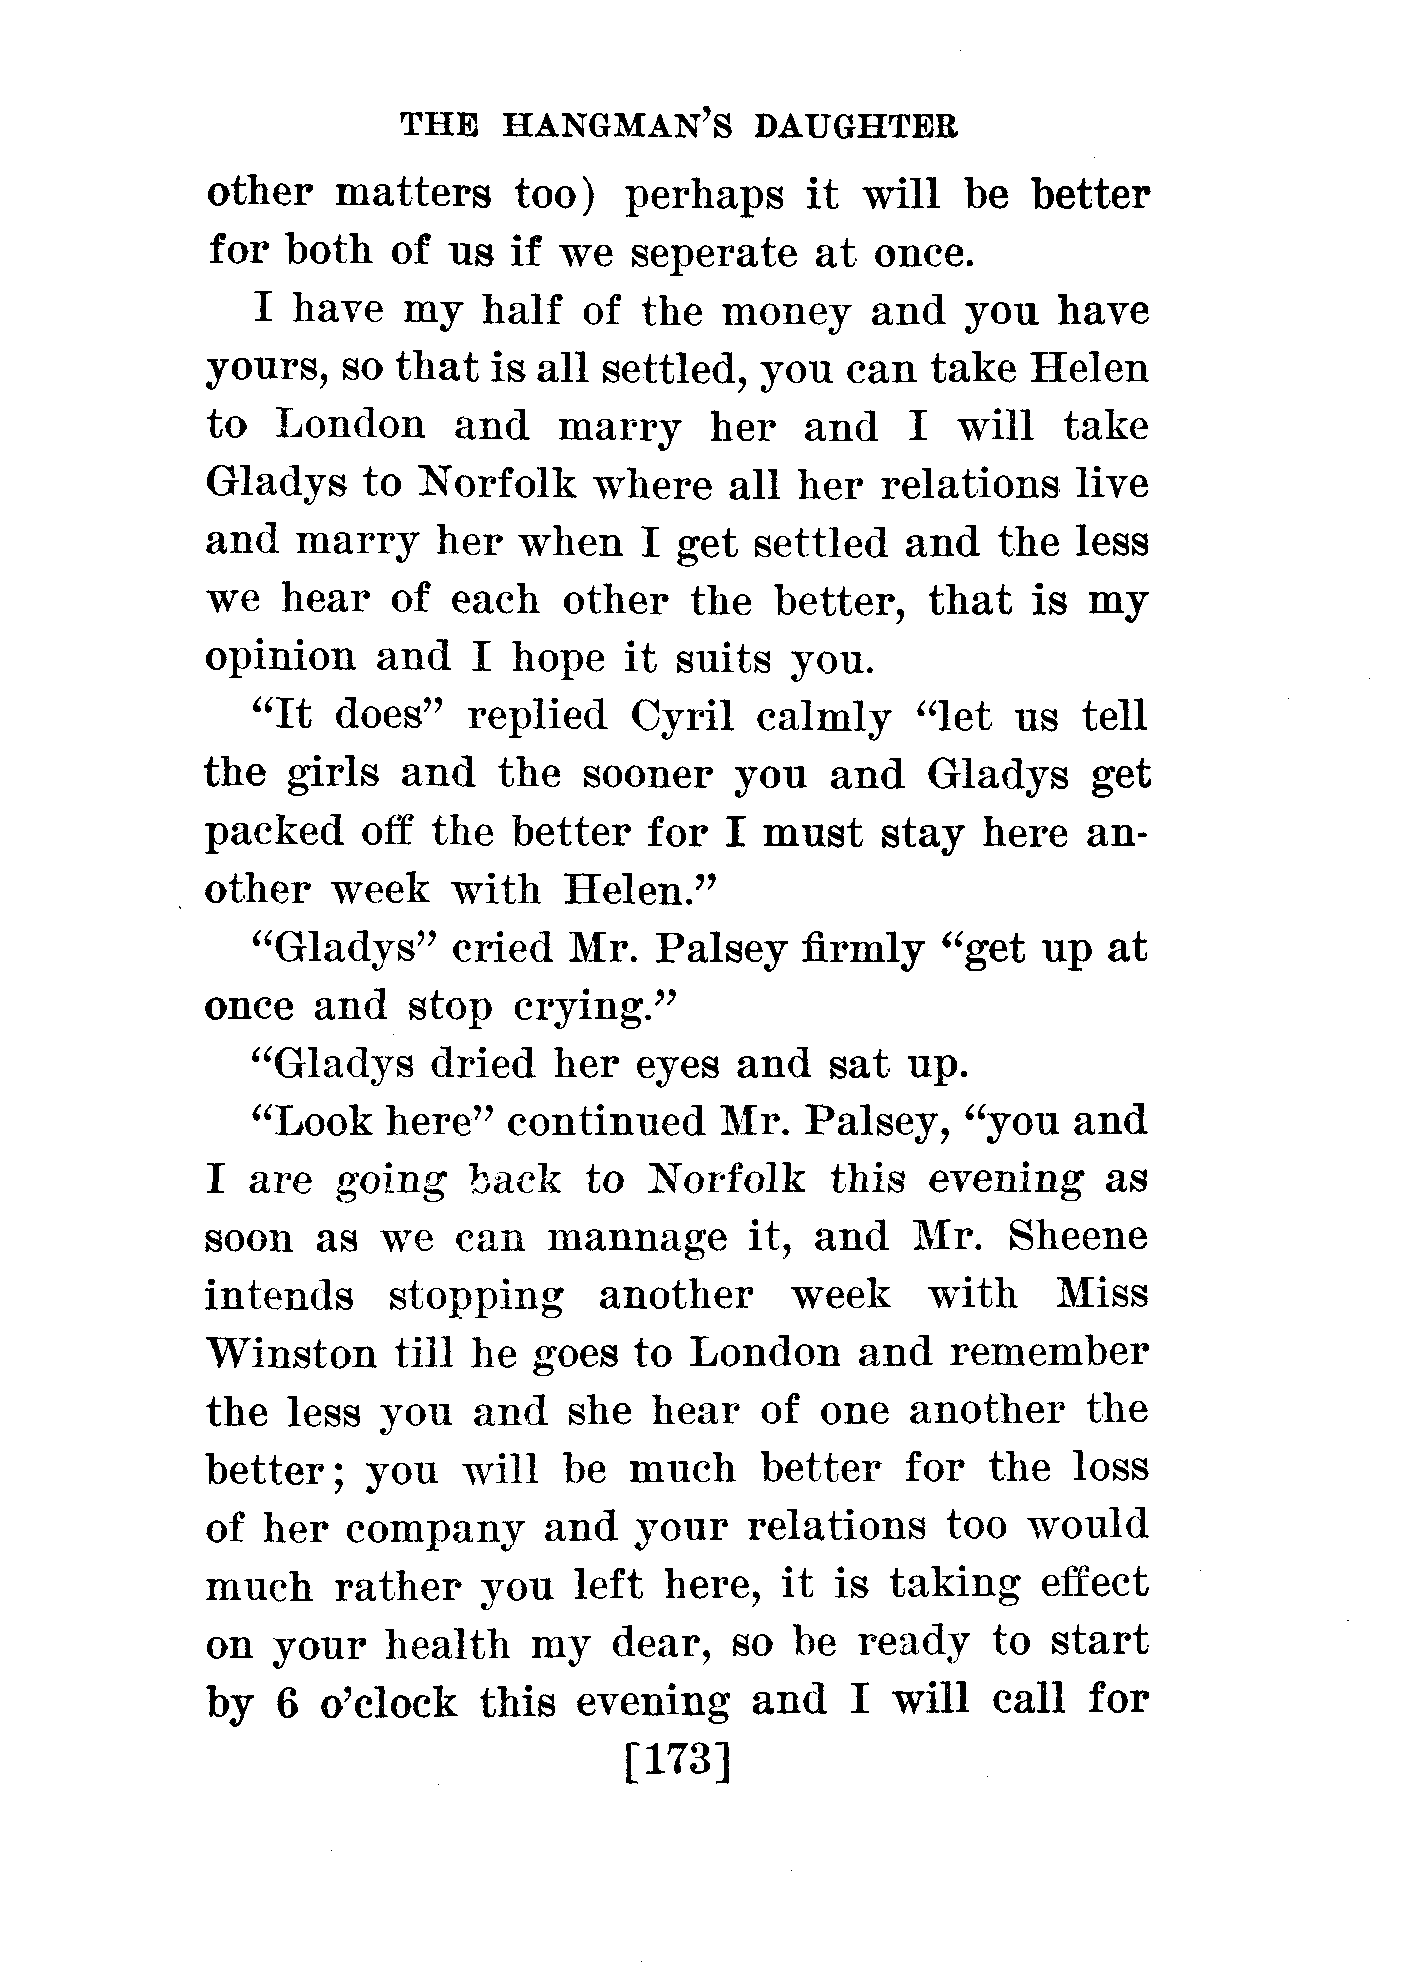 THE HANGMAN'S DAUGHTER
other matters too) perhaps it will be better
for both of us if we seperate at once.
I have my half of the money and you have
yours, so that is all settled, you can take Helen
to London and marry her and I will take
Gladys to Norfolk where all her relations live
and marry her when I get settled and the less
we hear of each other the better, that is my
opinion and I hope it suits you.
“It does” replied Cyril calmly “let us tell
the girls and the sooner you and Gladys get
packed off the better for I must stay here an-
other week with Helen.”
“Gladys” cried Mr. Palsey firmly “get up at
once and stop crying.”
“Gladys dried her eyes and sat up.
“Look here” continued Mr. Palsey, “you and
I are going back to Norfolk this evening as
soon as we can mannage it, and Mr. Sheene
intends stopping another week with Miss
Winston till he goes to London and remember
the less you and she hear of one another the
better; you will be much better for the loss
of her company and your relations too would
much rather you left here, it is taking effect
on your health my dear, so be ready to start
by 6 o'clock this evening and I will call for
[173]